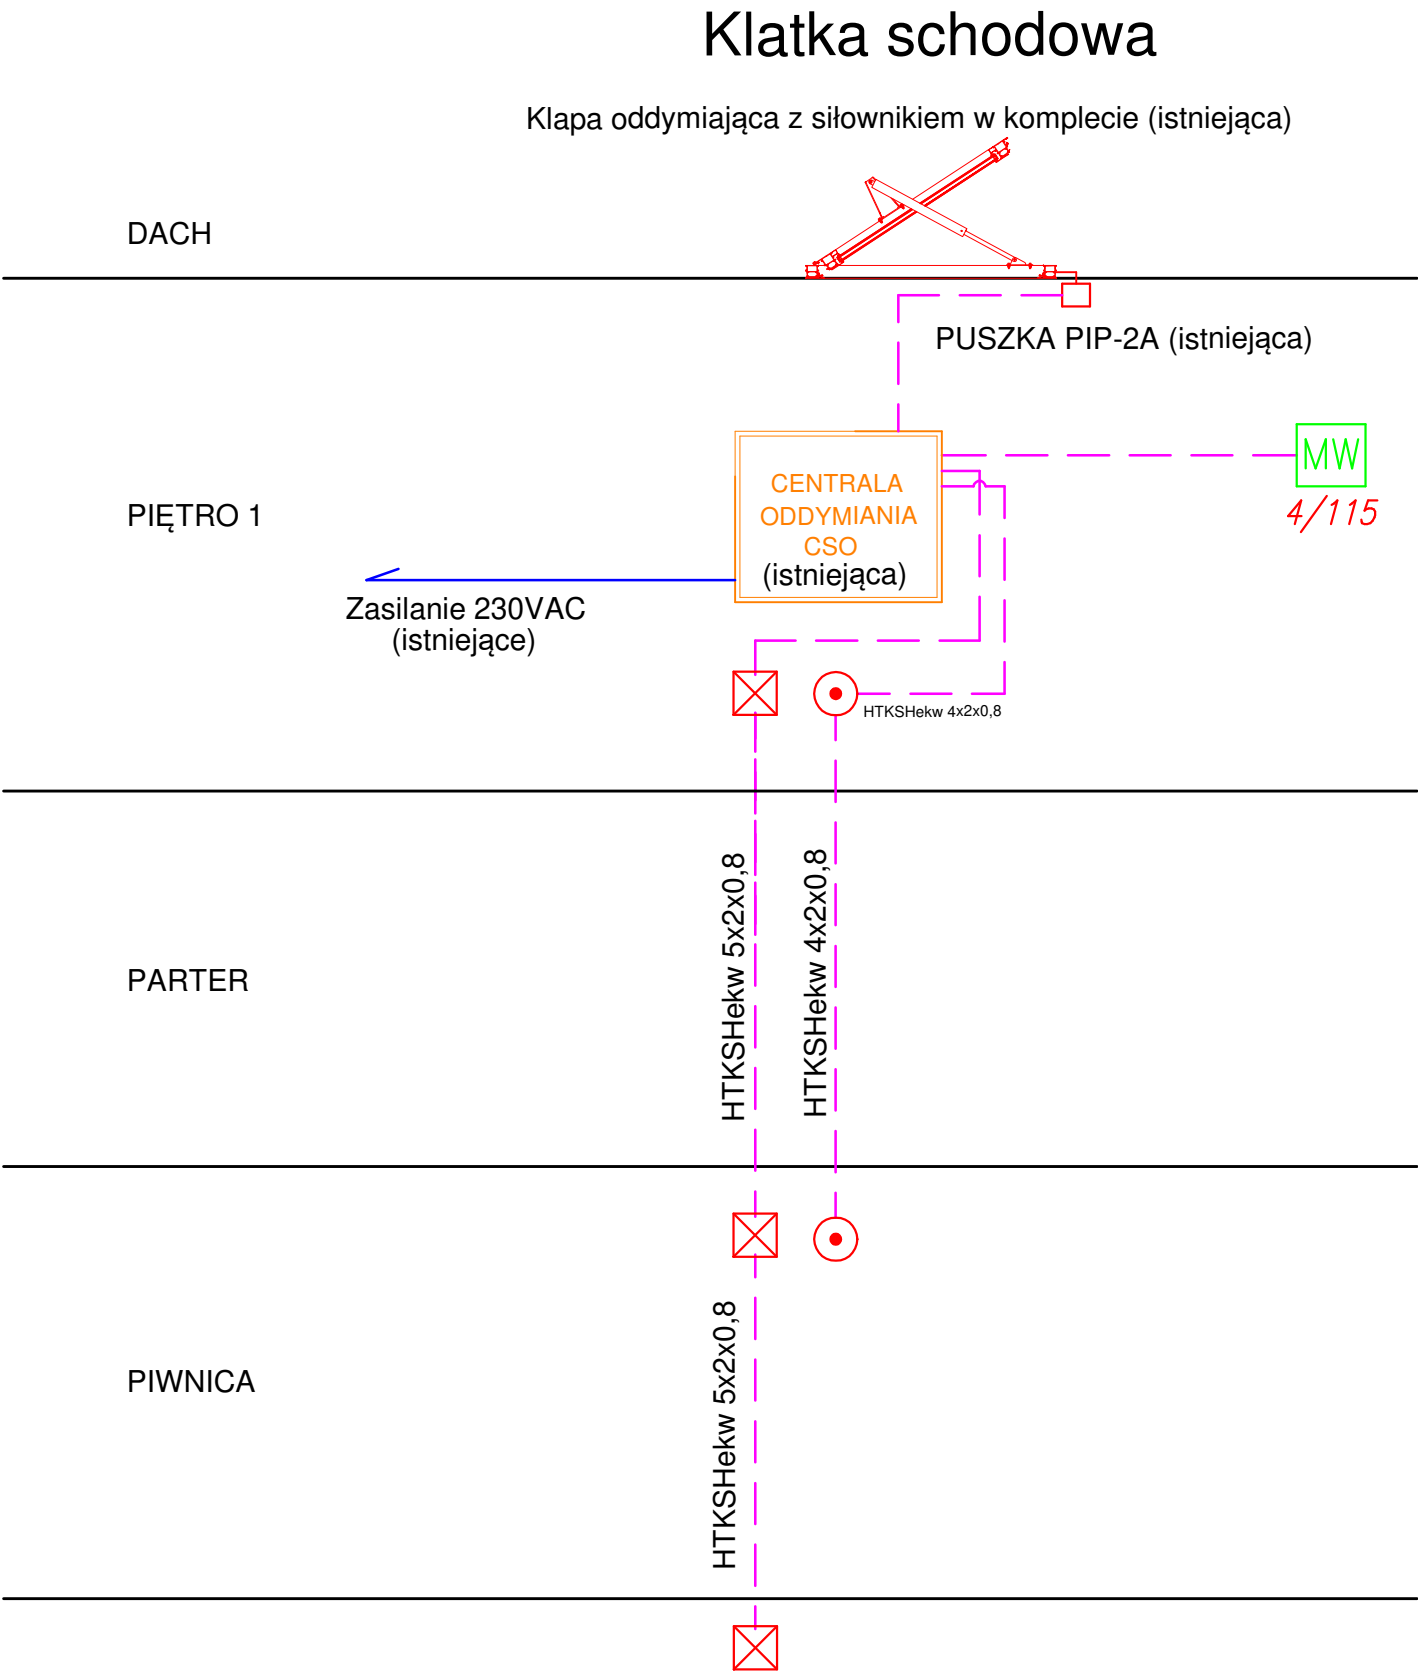 Klatka schodowa
Klapa oddymiająca z siłownikiem w komplecie (istniejąca)
DACH
PUSZKA PIP-2A (istniejąca)
PIĘTRO 1
CENTRALA
ODDYMIANIA
CSO
(istniejąca)
MW
4/115
Zasilanie 230VAC
(istniejące)
HTKSHekw 4x2x0,8
PARTER
HTKSHekw 5x2x0,8
HTKSHekw 4x2x0,8
PIWNICA
HTKSHekw 5x2x0,8